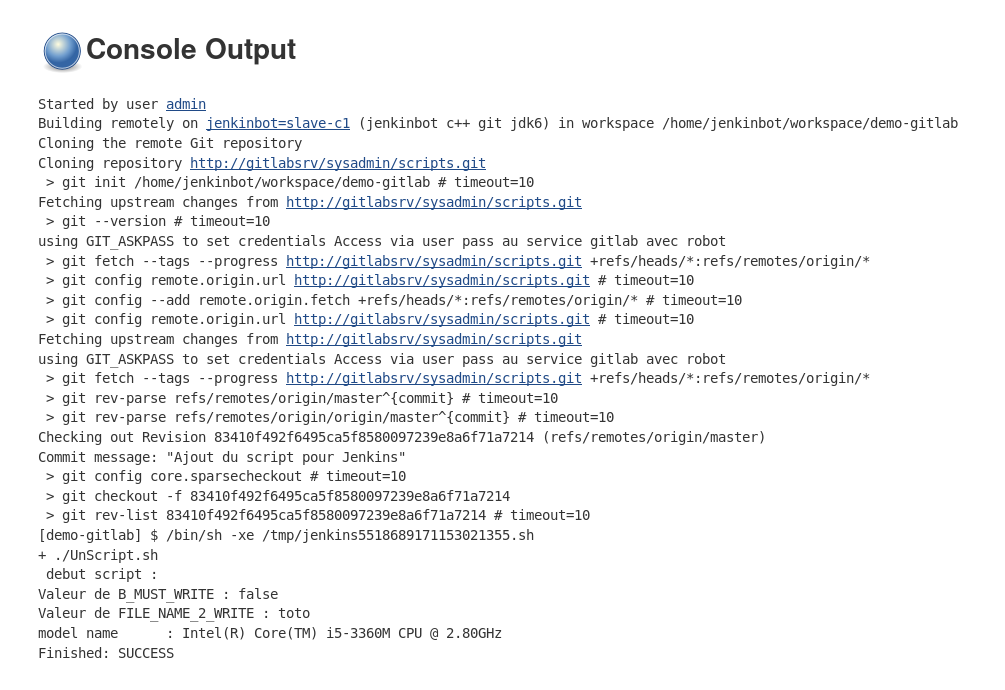 Console Output
Started by user admin
Building remotely on jenkinbot=slave-c1 (jenkinbot c++ git jdk6) in workspace /home/jenkinbot/workspace/demo-gitlab
Cloning the remote Git repository
Cloning repository http://gitlabsrv/sysadmin/scripts.git
 > git init /home/jenkinbot/workspace/demo-gitlab # timeout=10
Fetching upstream changes from http://gitlabsrv/sysadmin/scripts.git
 > git --version # timeout=10
using GIT_ASKPASS to set credentials Access via user pass au service gitlab avec robot
 > git fetch --tags --progress http://gitlabsrv/sysadmin/scripts.git +refs/heads/*:refs/remotes/origin/*
 > git config remote.origin.url http://gitlabsrv/sysadmin/scripts.git # timeout=10
 > git config --add remote.origin.fetch +refs/heads/*:refs/remotes/origin/* # timeout=10
 > git config remote.origin.url http://gitlabsrv/sysadmin/scripts.git # timeout=10
Fetching upstream changes from http://gitlabsrv/sysadmin/scripts.git
using GIT_ASKPASS to set credentials Access via user pass au service gitlab avec robot
 > git fetch --tags --progress http://gitlabsrv/sysadmin/scripts.git +refs/heads/*:refs/remotes/origin/*
 > git rev-parse refs/remotes/origin/master^{commit} # timeout=10
 > git rev-parse refs/remotes/origin/origin/master^{commit} # timeout=10
Checking out Revision 83410f492f6495ca5f8580097239e8a6f71a7214 (refs/remotes/origin/master)
Commit message: "Ajout du script pour Jenkins"
 > git config core.sparsecheckout # timeout=10
 > git checkout -f 83410f492f6495ca5f8580097239e8a6f71a7214
 > git rev-list 83410f492f6495ca5f8580097239e8a6f71a7214 # timeout=10
[demo-gitlab] $ /bin/sh -xe /tmp/jenkins5518689171153021355.sh
+ ./UnScript.sh
 debut script :
Valeur de B_MUST_WRITE : false
Valeur de FILE_NAME_2_WRITE : toto
model name      : Intel(R) Core(TM) i5-3360M CPU @ 2.80GHz
Finished: SUCCESS